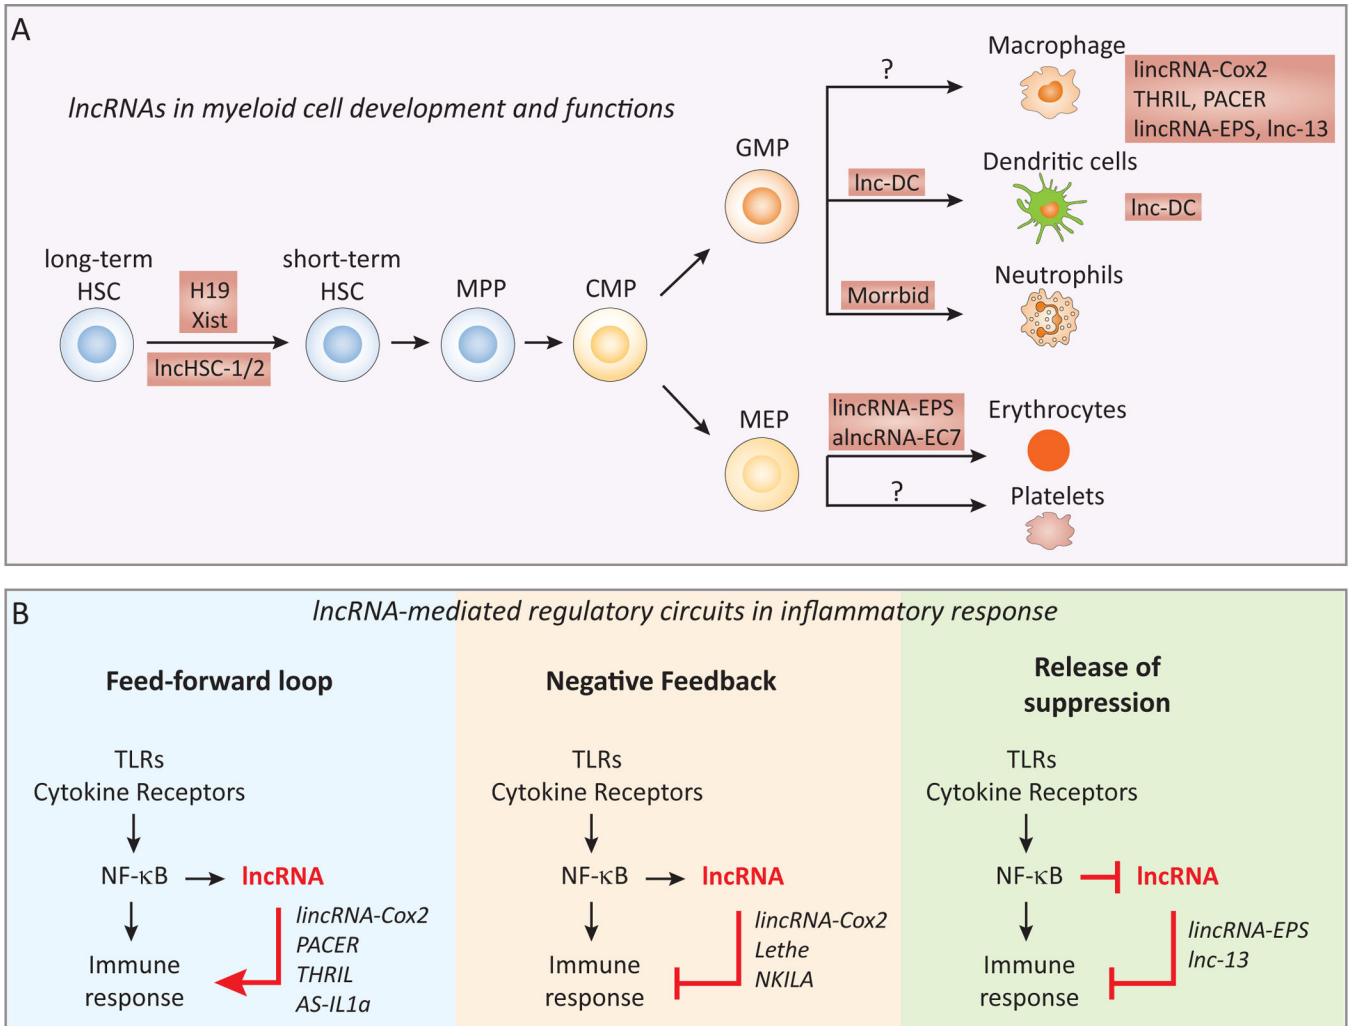 A
lncRNAs in myeloid cell development and functions
long-term
HSC
H19
Xist
lncHSC-1/2
short-term
HSC
MPP
CMP
GMP
MEP
?
lnc-DC
Morrbid
lincRNA-EPS
alncRNA-EC7
?
Macrophage
lincRNA-Cox2
THRIL, PACER
lincRNA-EPS, lnc-13
Dendritic cells
lnc-DC
Neutrophils
Erythrocytes
Platelets
B
lncRNA-mediated regulatory circuits in inflammatory response
Feed-forward loop
TLRs
Cytokine Receptors
NF-κB
lncRNA
lincRNA-Cox2
PACER
THRIL
AS-IL1a
Immune
response
Negative Feedback
TLRs
Cytokine Receptors
NF-κB
lncRNA
lincRNA-Cox2
Lethe
NKILA
Immune
response
Release of
suppression
TLRs
Cytokine Receptors
NF-κB
lncRNA
lincRNA-EPS
lnc-13
Immune
response